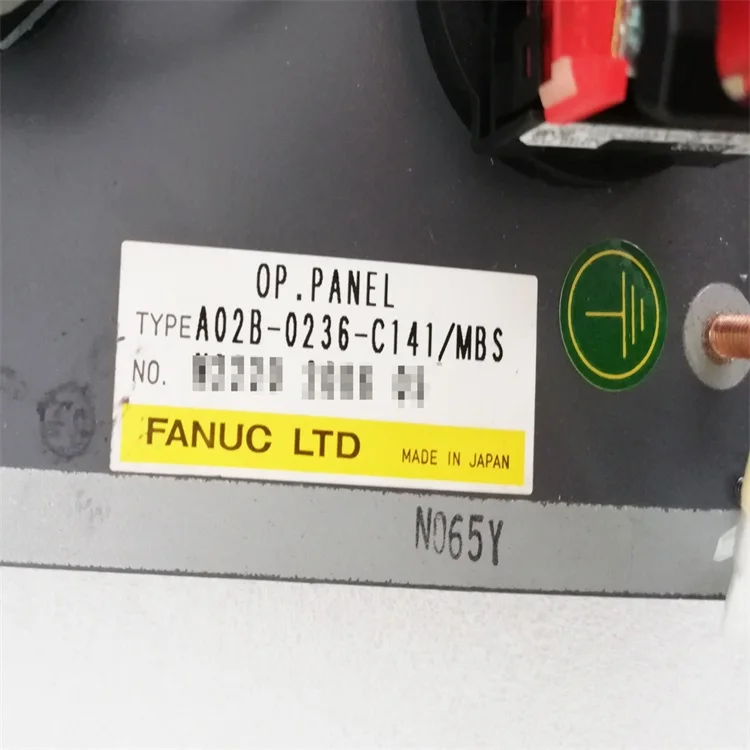 OP.PANEL
TYPE A02B-0236-C141/MBS
NO.
FANUC LTD
MADE IN JAPAN
N065Y